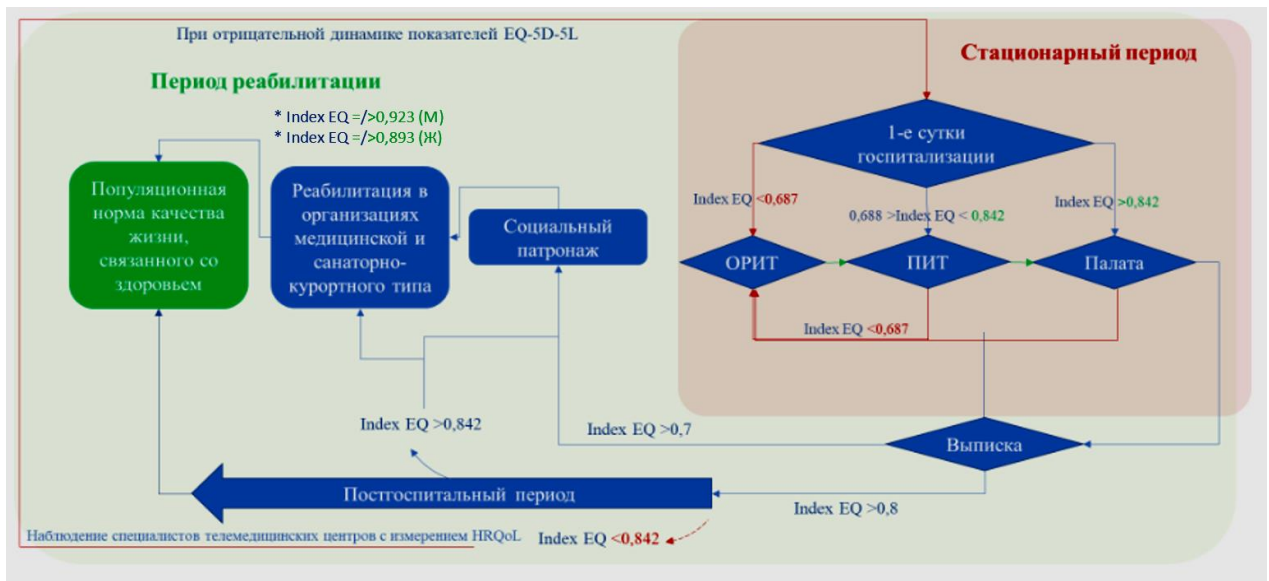 При отрицательной динамике показателей EQ-5D-5L
Стационарный период
Период реабилитации
* Index EQ =/>0,923 (М)
* Index EQ =/>0,893 (Ж)
1-е сутки
госпитализации
Популяционная
норма качества
жизни,
связанного со
здоровьем
Реабилитация в
организациях
медицинской и
санаторно-
курортного типа
Социальный
патронаж
Index EQ <0,687
0,688 >Index EQ < 0,842
Index EQ >0,842
ОРИТ
ПИТ
Палата
Index EQ <0,687
Index EQ >0,842
Index EQ >0,7
Выписка
Постгоспитальный период
Index EQ >0,8
Наблюдение специалистов телемедицинских центров с измерением HRQoL
Index EQ <0,842